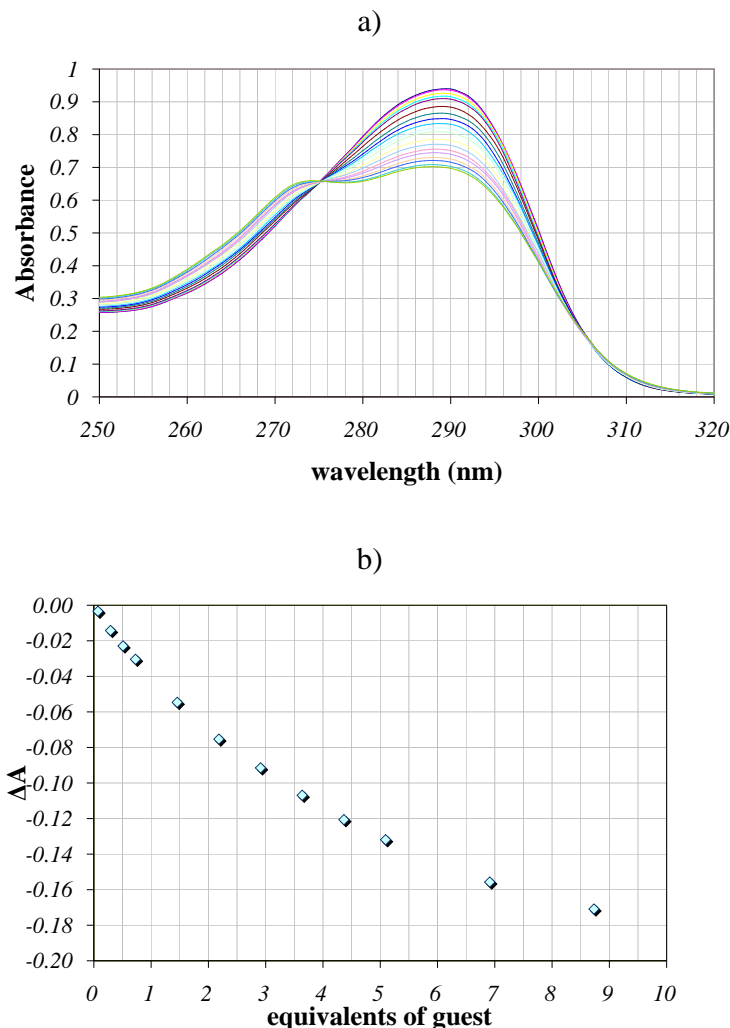 a)
1
0.9
0.8
0.7
0.6
0.5
0.4
0.3
0.2
0.1
0
Absorbance
250 260 270 280 290 300 310 320
wavelength (nm)
b)
0.00
-0.02
-0.04
-0.06
-0.08
-0.10
-0.12
-0.14
-0.16
-0.18
-0.20
ΔA
0 1 2 3 4 5 6 7 8 9 10
equivalents of guest